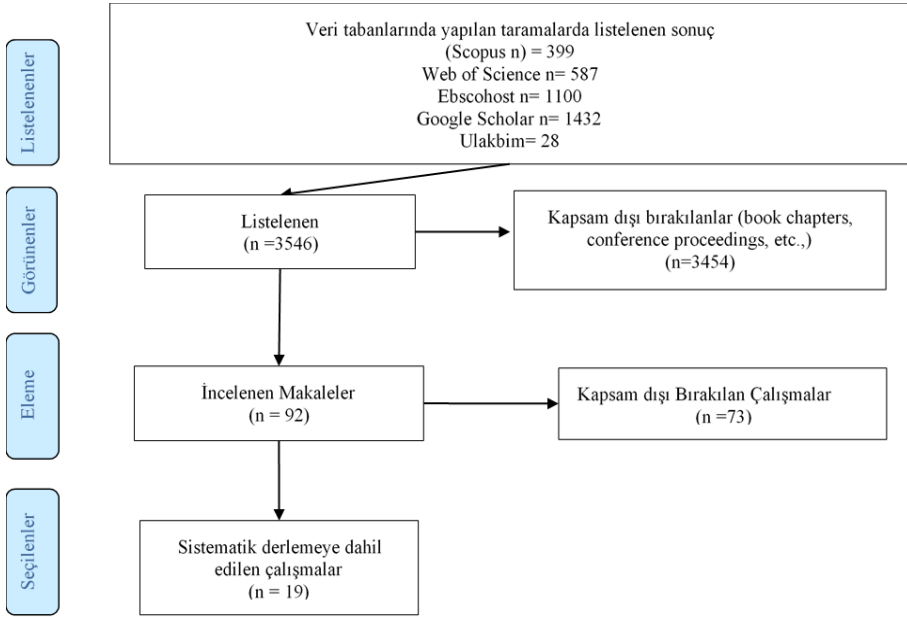 Listelenenler
Veri tabanlarında yapılan taramalarda listelenen sonuç
(Scopus n) = 399
Web of Science n= 587
Ebscohost n= 1100
Google Scholar n= 1432
Ulakbim= 28
Görünenler
Listelenen
(n =3546)
Kapsam dışı bırakılanlar (book chapters,
conference proceedings, etc.,)
(n=3454)
Eleme
İncelenen Makaleler
(n = 92)
Kapsam dışı Bırakılan Çalışmalar
(n =73)
Seçilenler
Sistematik derlemeye dahil
edilen çalışmalar
(n = 19)